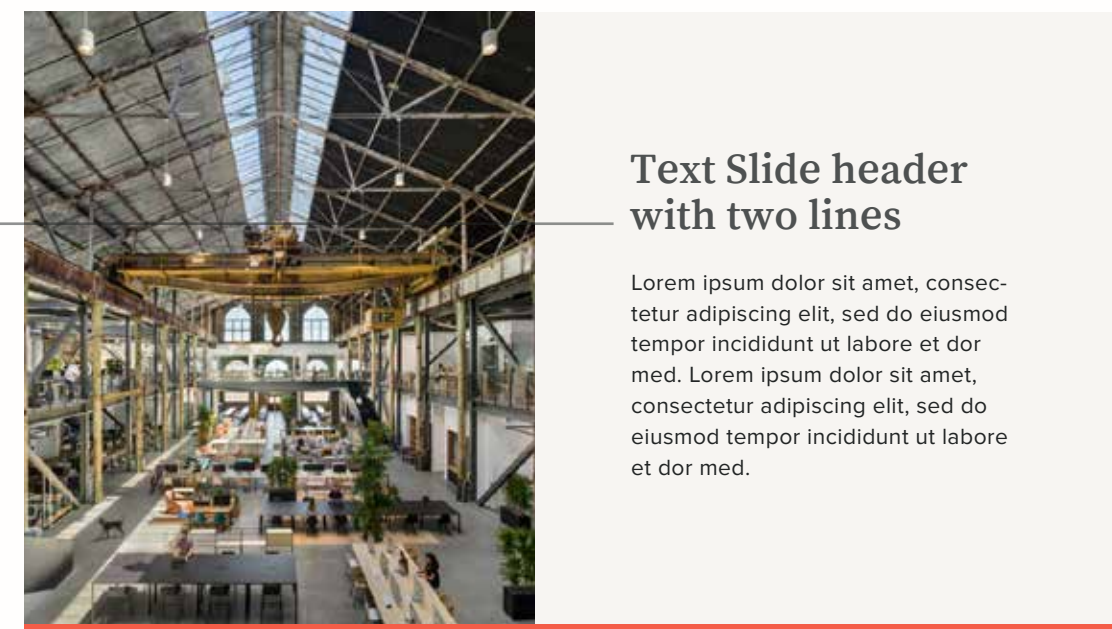 Text Slide header
with two lines
Lorem ipsum dolor sit amet, consec-
tetur adipiscing elit, sed do eiusmod
tempor incididunt ut labore et dor
med. Lorem ipsum dolor sit amet,
consectetur adipiscing elit, sed do
eiusmod tempor incididunt ut labore
et dor med.